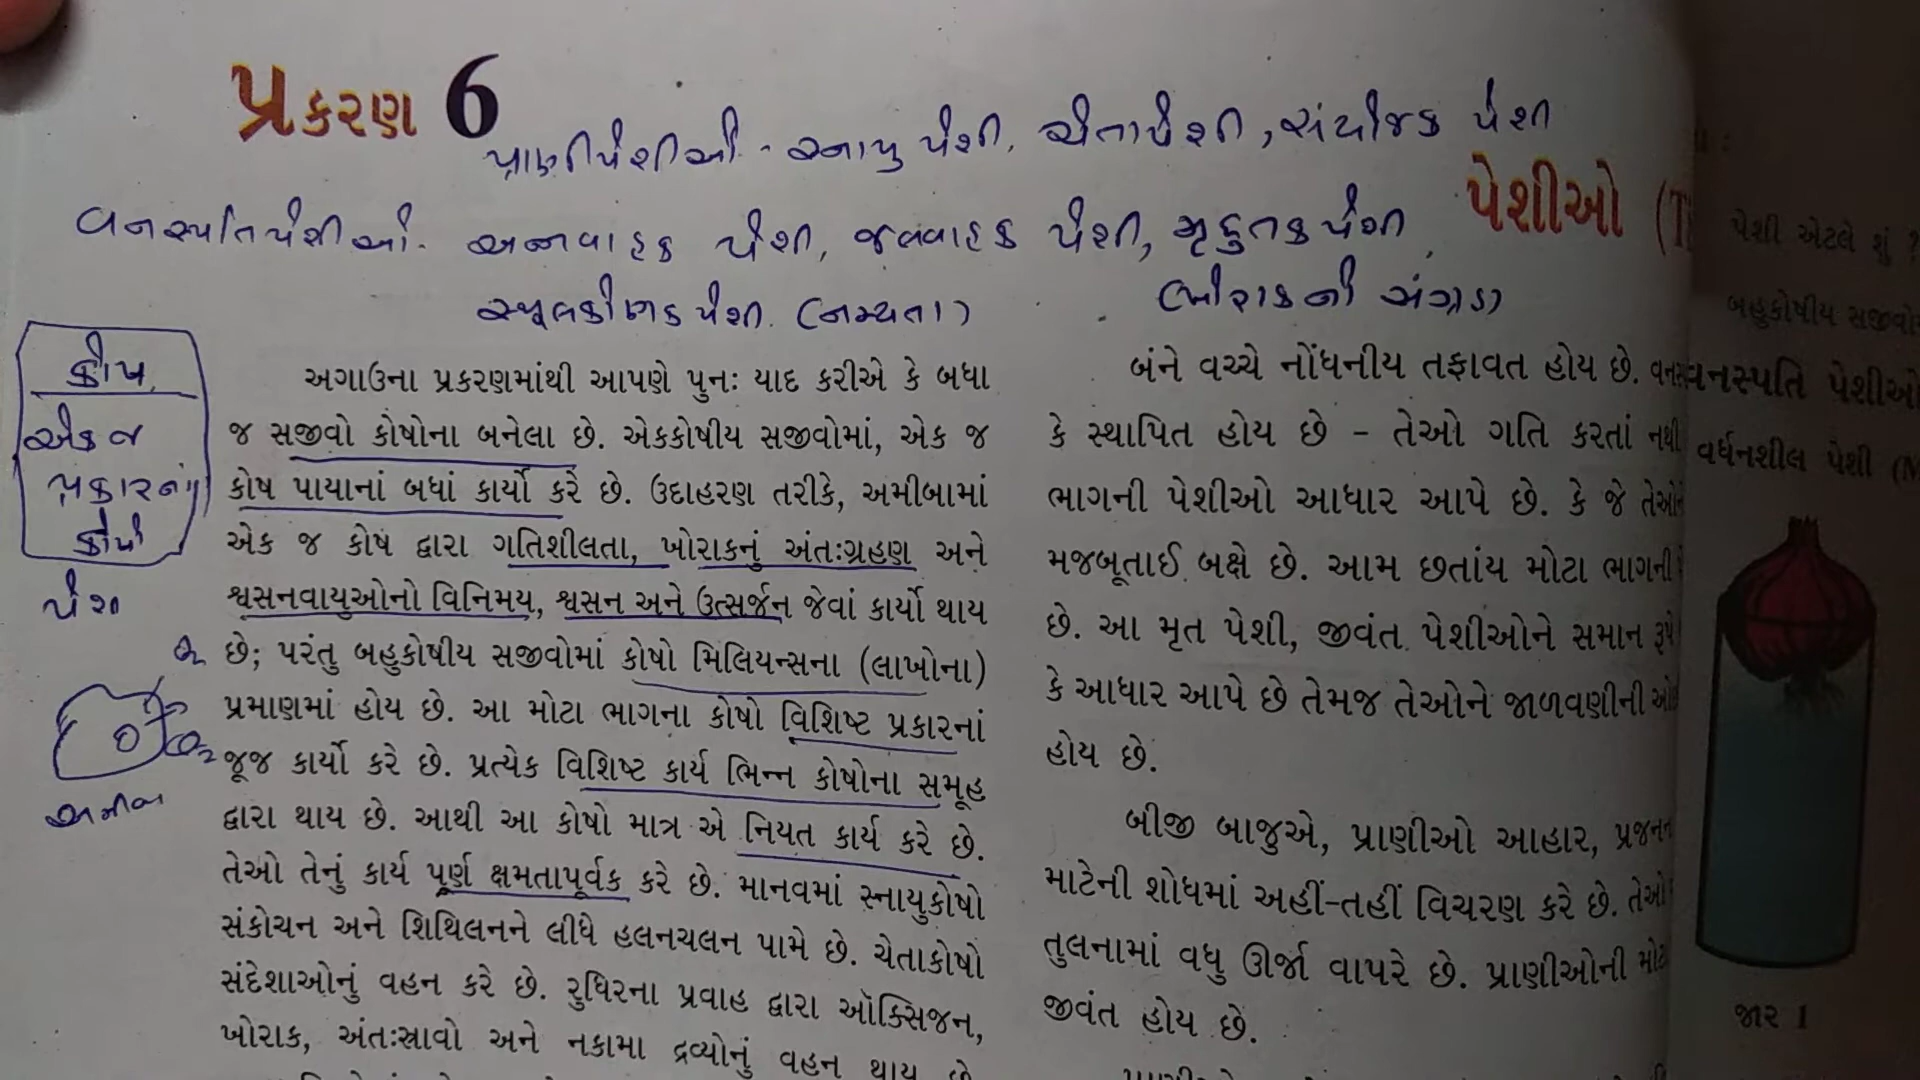 પ્રકરણ 6
પ્રાણીપેશીઓ - સ્નાયુ પેશી, ચેતાપેશી, સંયોજક પેશી
પેશીઓ (T
વનસ્પતિપેશીઓ - અન્નવાહક પેશી, જલવાહક પેશી, મૃદુતક પેશી,
(ખોરાકનો સંગ્રહ)
સ્થૂલકોણક પેશી. (નમ્યતા)
કોષ
એક જ
પ્રકારના
કોષો
પેશી
અમીબા
અગાઉના પ્રકરણમાંથી આપણે પુનઃ યાદ કરીએ કે બધા
જ સજીવો કોષોના બનેલા છે. એકકોષીય સજીવોમાં, એક જ
કોષ પાયાનાં બધાં કાર્યો કરે છે. ઉદાહરણ તરીકે, અમીબામાં
એક જ કોષ દ્વારા ગતિશીલતા, ખોરાકનું અંતઃગ્રહણ અને
શ્વસનવાયુઓનો વિનિમય, શ્વસન અને ઉત્સર્જન જેવાં કાર્યો થાય
છે; પરંતુ બહુકોષીય સજીવોમાં કોષો મિલિયન્સના (લાખોના)
પ્રમાણમાં હોય છે. આ મોટા ભાગના કોષો વિશિષ્ટ પ્રકારનાં
જૂજ કાર્યો કરે છે. પ્રત્યેક વિશિષ્ટ કાર્ય ભિન્ન કોષોના સમૂહ
દ્વારા થાય છે. આથી આ કોષો માત્ર એ નિયત કાર્ય કરે છે.
તેઓ તેનું કાર્ય પૂર્ણ ક્ષમતાપૂર્વક કરે છે. માનવમાં સ્નાયુકોષો
સંકોચન અને શિથિલનને લીધે હલનચલન પામે છે. ચેતાકોષો
સંદેશાઓનું વહન કરે છે. રુધિરના પ્રવાહ દ્વારા ઑક્સિજન,
ખોરાક, અંતઃસ્રાવો અને નકામા દ્રવ્યોનું વહન થાય છે
બંને વચ્ચે નોંધનીય તફાવત હોય છે.
કે સ્થાપિત હોય છે – તેઓ ગતિ કરતાં નથી
ભાગની પેશીઓ આધાર આપે છે. કે જે
મજબૂતાઈ બક્ષે છે. આમ છતાંય મોટા ભાગની
છે. આ મૃત પેશી, જીવંત પેશીઓને સમાન રૂપે
કે આધાર આપે છે તેમજ તેઓને જાળવણીની
હોય છે.
બીજી બાજુએ, પ્રાણીઓ આહાર,
માટેની શોધમાં અહીં-તહીં વિચરણ કરે છે. તેઓ
તુલનામાં વધુ ઊર્જા વાપરે છે. પ્રાણીઓની
જીવંત હોય છે.
પેશી એટલે શું ?
બહુકોષીય
વનસ્પતિ પેશીઓ
વર્ધનશીલ પેશી
જાર 1